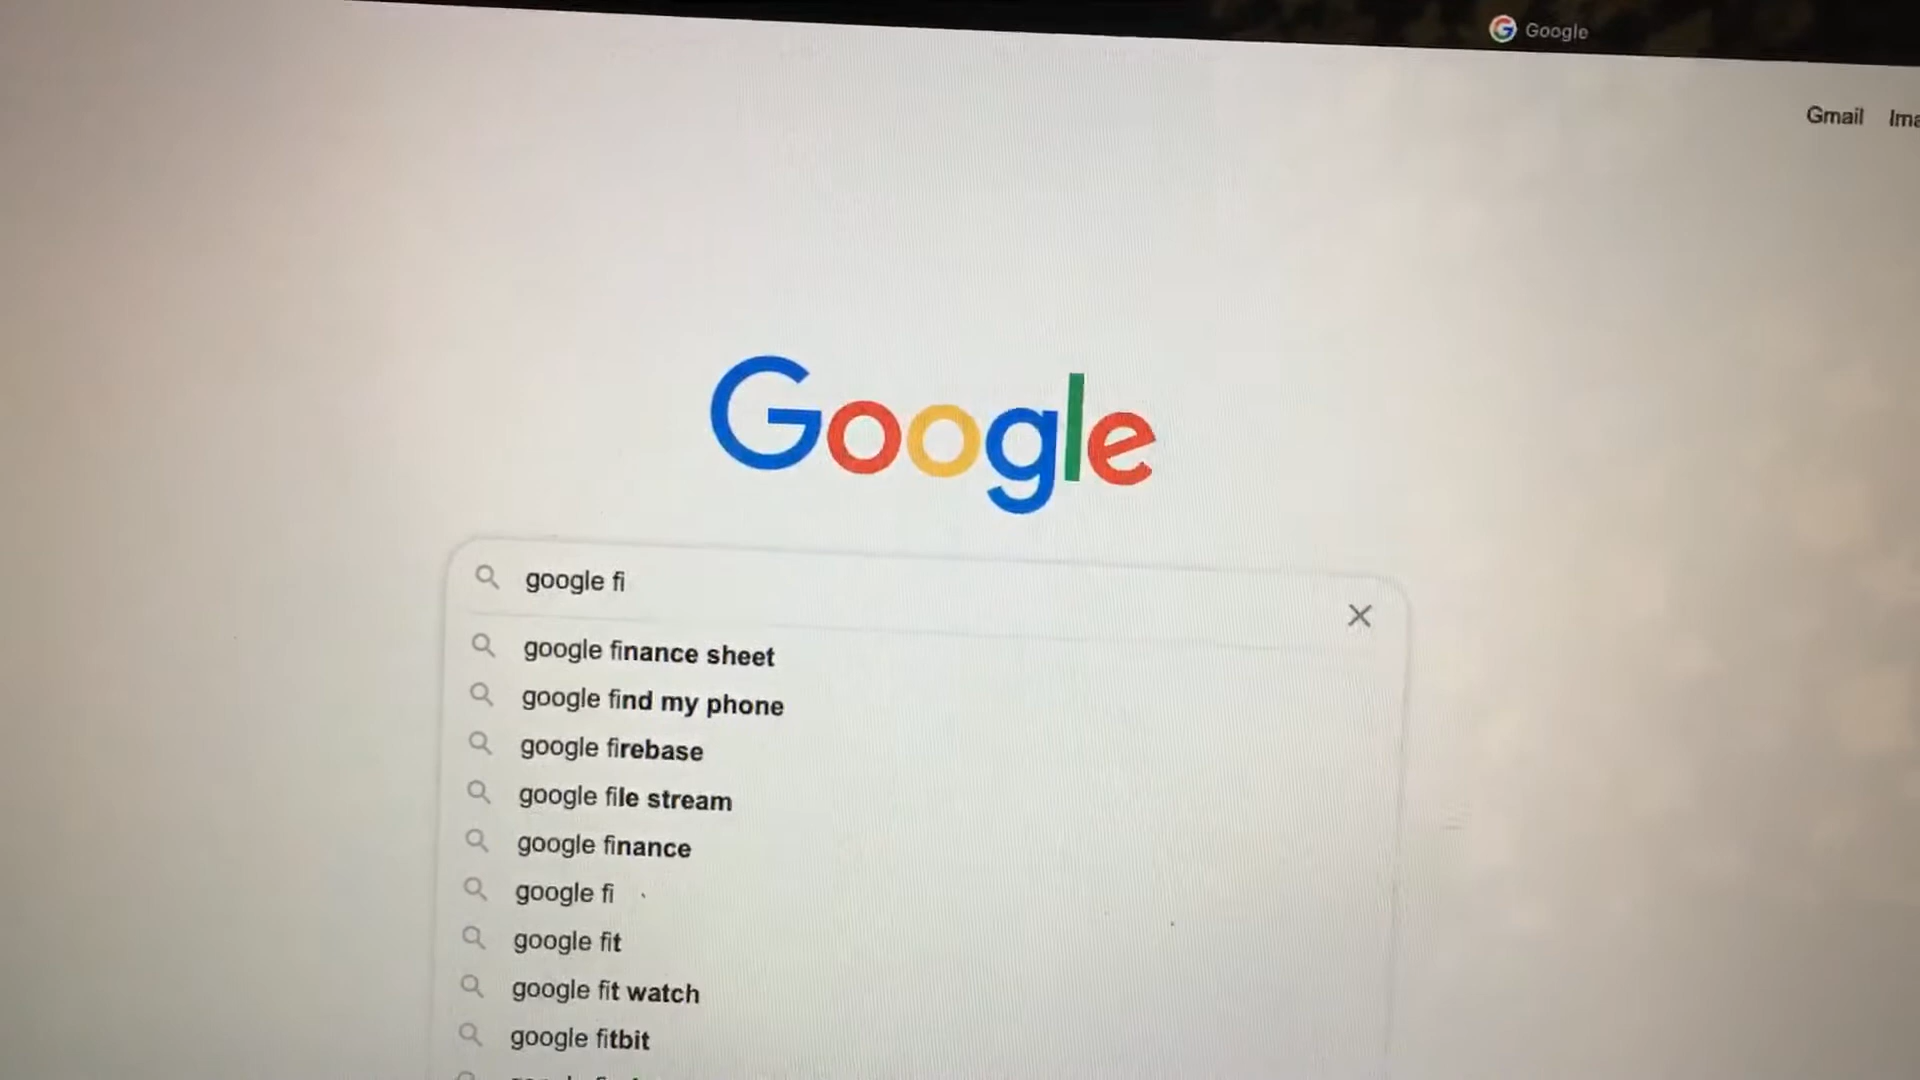 Google
Gmail
Google
google fi
google finance sheet
google find my phone
google firebase
google file stream
google finance
google fi
google fit
google fit watch
google fitbit